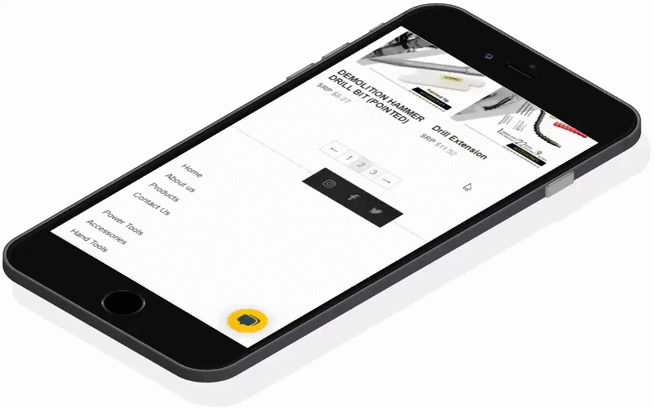 DEMOLITION HAMMER
DRILL BIT (POINTED)
SRP $8.27
Drill Extension
SRP $11.52
← 1 2 3 →
Home
About us
Products
Contact Us
Power Tools
Accessories
Hand Tools